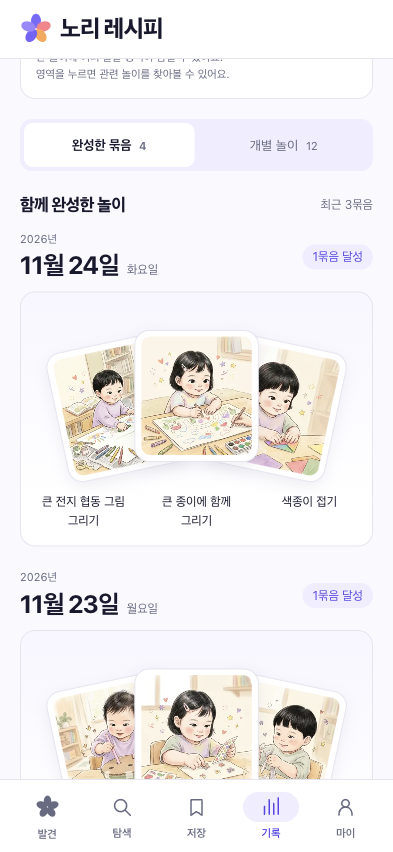 노리 레시피
영역을 누르면 관련 놀이를 찾아볼 수 있어요.
완성한 묶음 4
개별 놀이 12
함께 완성한 놀이
최근 3묶음
2026년
11월 24일 화요일
1묶음 달성
큰 전지 협동 그림
그리기
큰 종이에 함께
그리기
색종이 접기
2026년
11월 23일 월요일
1묶음 달성
발견
탐색
저장
기록
마이